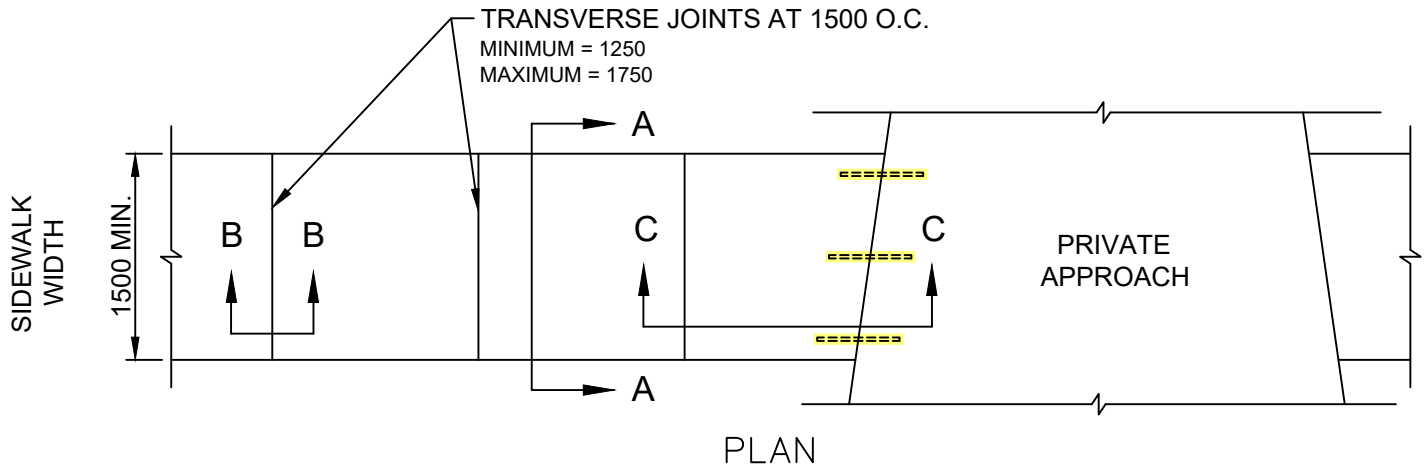 TRANSVERSE JOINTS AT 1500 O.C.
MINIMUM = 1250
MAXIMUM = 1750
A
SIDEWALK
WIDTH
1500 MIN.
B B
C C
PRIVATE
APPROACH
A
PLAN